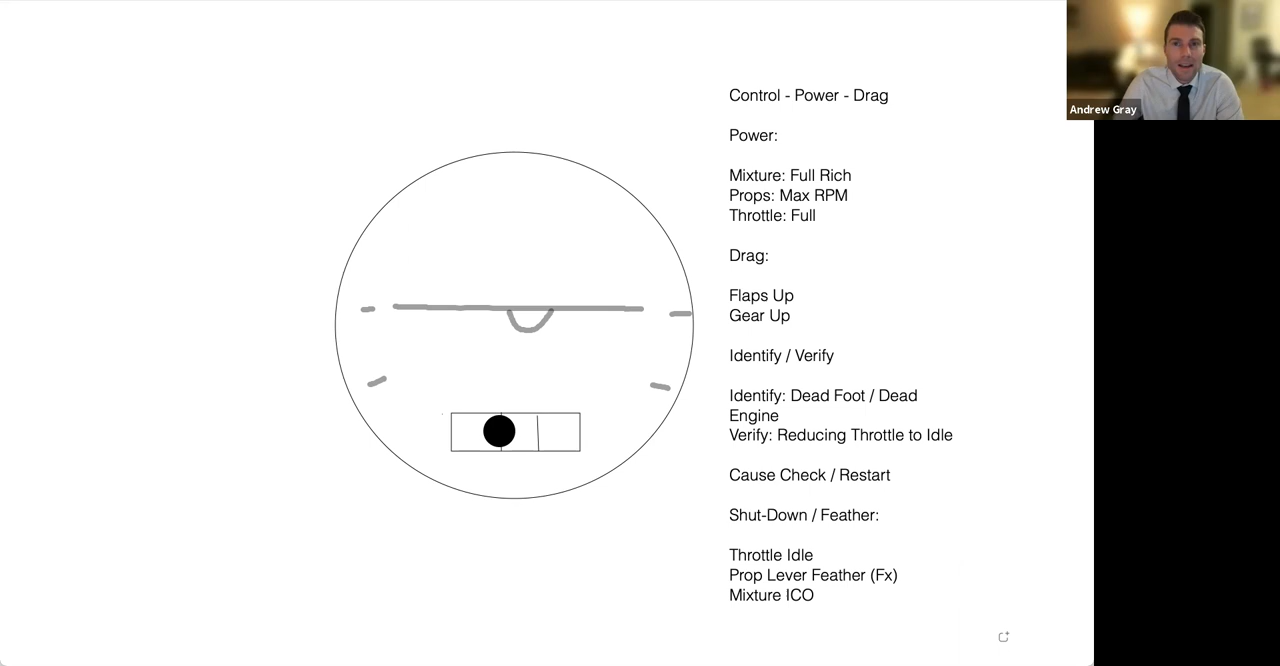 Andrew Gray
Control - Power - Drag
Power:
Mixture: Full Rich
Props: Max RPM
Throttle: Full
Drag:
Flaps Up
Gear Up
Identify / Verify
Identify: Dead Foot / Dead
Engine
Verify: Reducing Throttle to Idle
Cause Check / Restart
Shut-Down / Feather:
Throttle Idle
Prop Lever Feather (Fx)
Mixture ICO